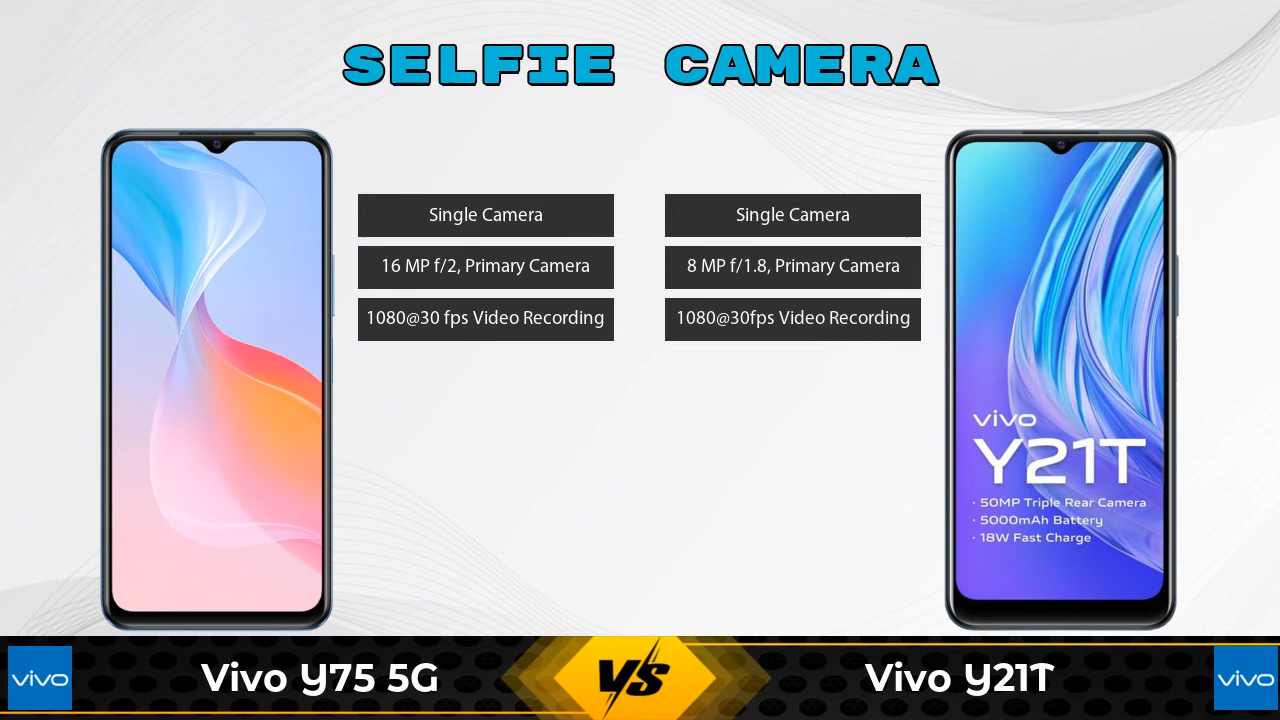 SELFIE CAMERA
Single Camera
16 MP f/2, Primary Camera
1080@30 fps Video Recording
Single Camera
8 MP f/1.8, Primary Camera
1080@30fps Video Recording
vivo
Y21T
· 50MP Triple Rear Camera
· 5000mAh Battery
· 18W Fast Charge
vivo
Vivo Y75 5G
VS
Vivo Y21T
vivo